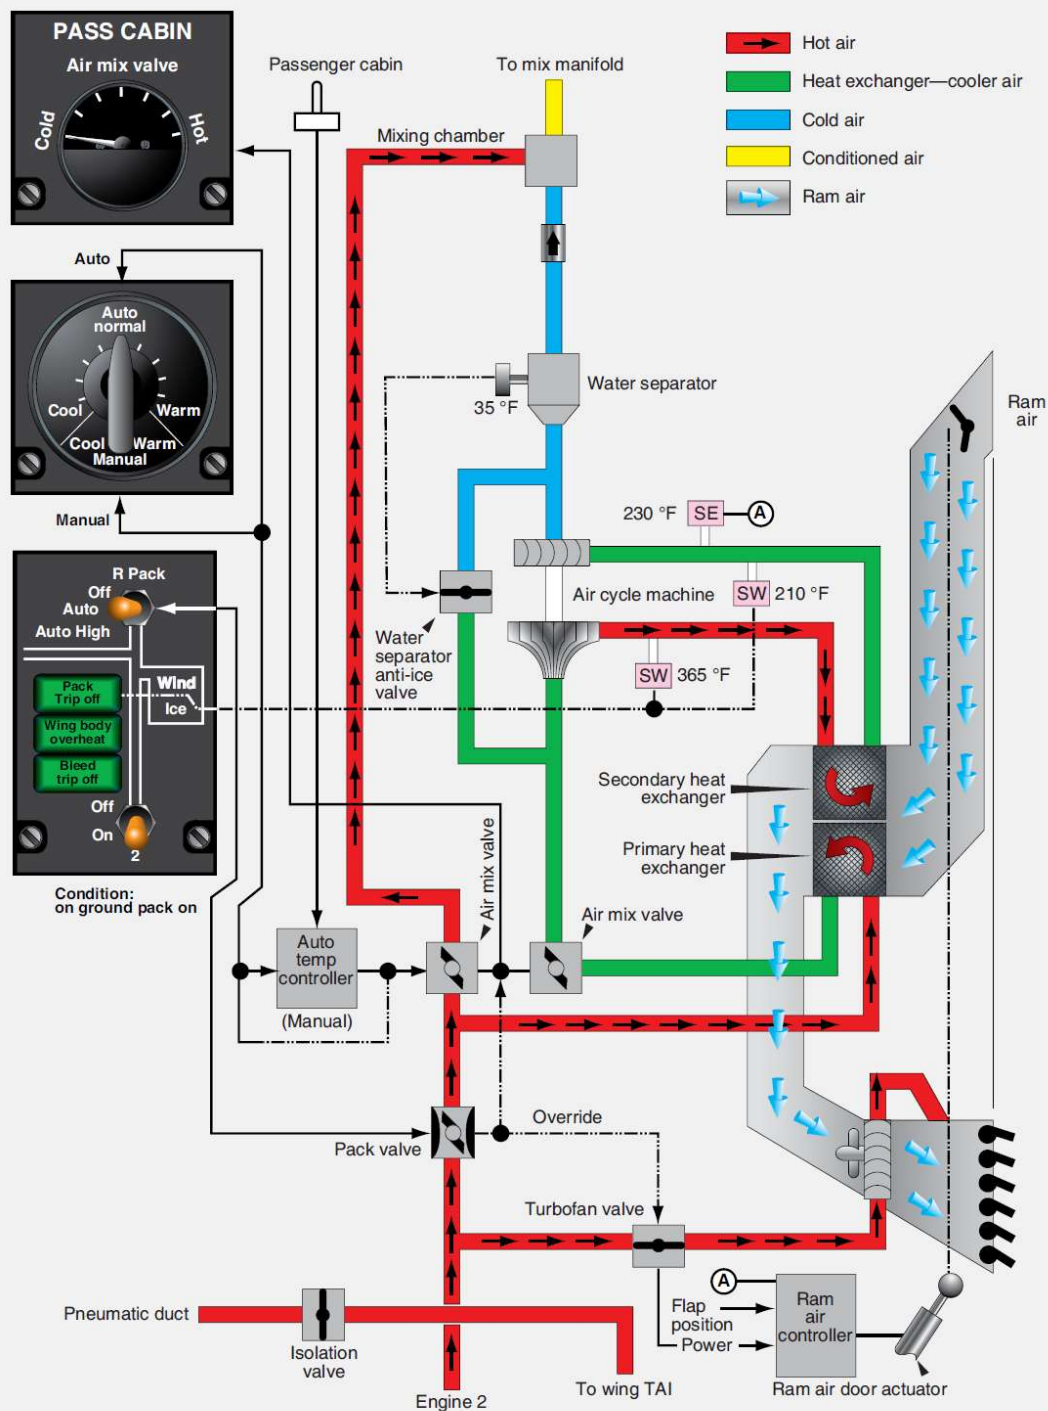 PASS CABIN
Air mix valve
Cold
Hot
Passenger cabin
To mix manifold
Mixing chamber
Hot air
Heat exchanger—cooler air
Cold air
Conditioned air
Ram air
Auto
Auto
normal
Cool
Warm
Cool
Warm
Manual
Manual
Water separator
35 °F
Ram
air
230 °F
SE
A
Air cycle machine
SW
210 °F
SW
365 °F
Water
separator
anti-ice
valve
R Pack
Off
Auto
Auto High
Pack
Trip off
Wing body
overheat
Bleed
trip off
Wind
Ice
Off
On
2
Condition:
on ground pack on
Secondary heat
exchanger
Primary heat
exchanger
Air mix valve
Air mix valve
Auto
temp
controller
(Manual)
Pack valve
Override
Turbofan valve
Pneumatic duct
Isolation
valve
Engine 2
To wing TAI
A
Flap
position
Power
Ram
air
controller
Ram air door actuator